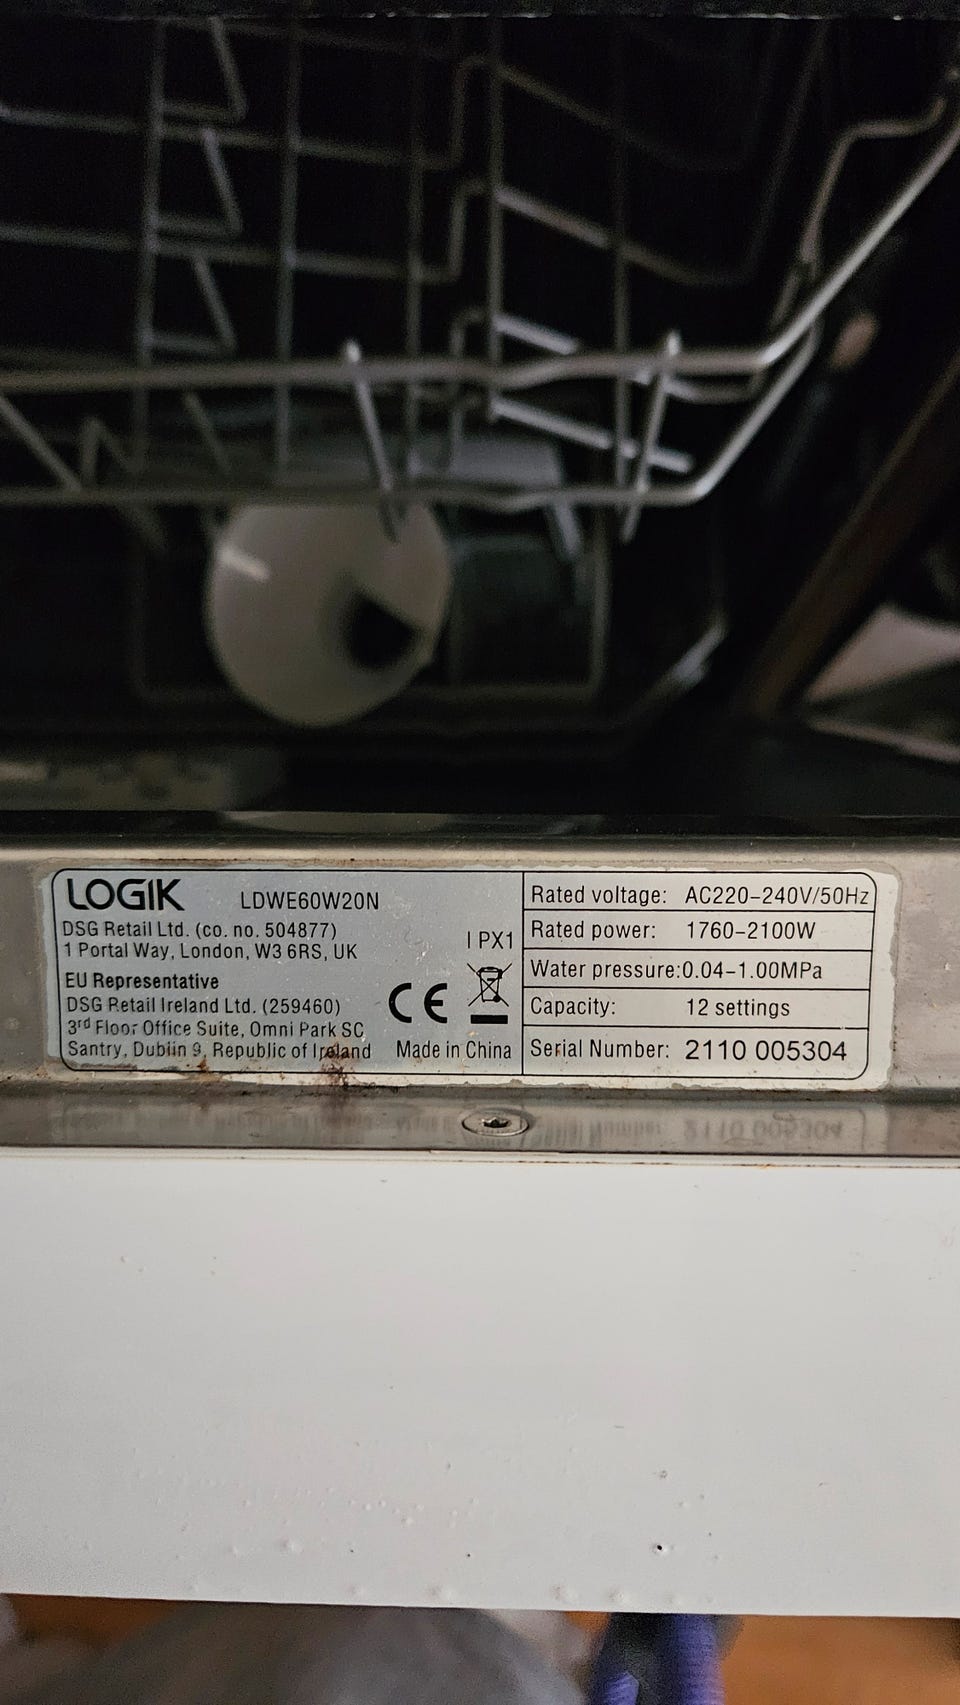 LOGIK LDWE60W20N
DSG Retail Ltd. (co. no. 504877)
1 Portal Way, London, W3 6RS, UK
IPX1
EU Representative
DSG Retail Ireland Ltd. (259460)
3rd Floor Office Suite, Omni Park SC
Santry, Dublin 9, Republic of Ireland
CE
Made in China
Rated voltage: AC220-240V/50Hz
Rated power: 1760-2100W
Water pressure:0.04-1.00MPa
Capacity: 12 settings
Serial Number: 2110 005304